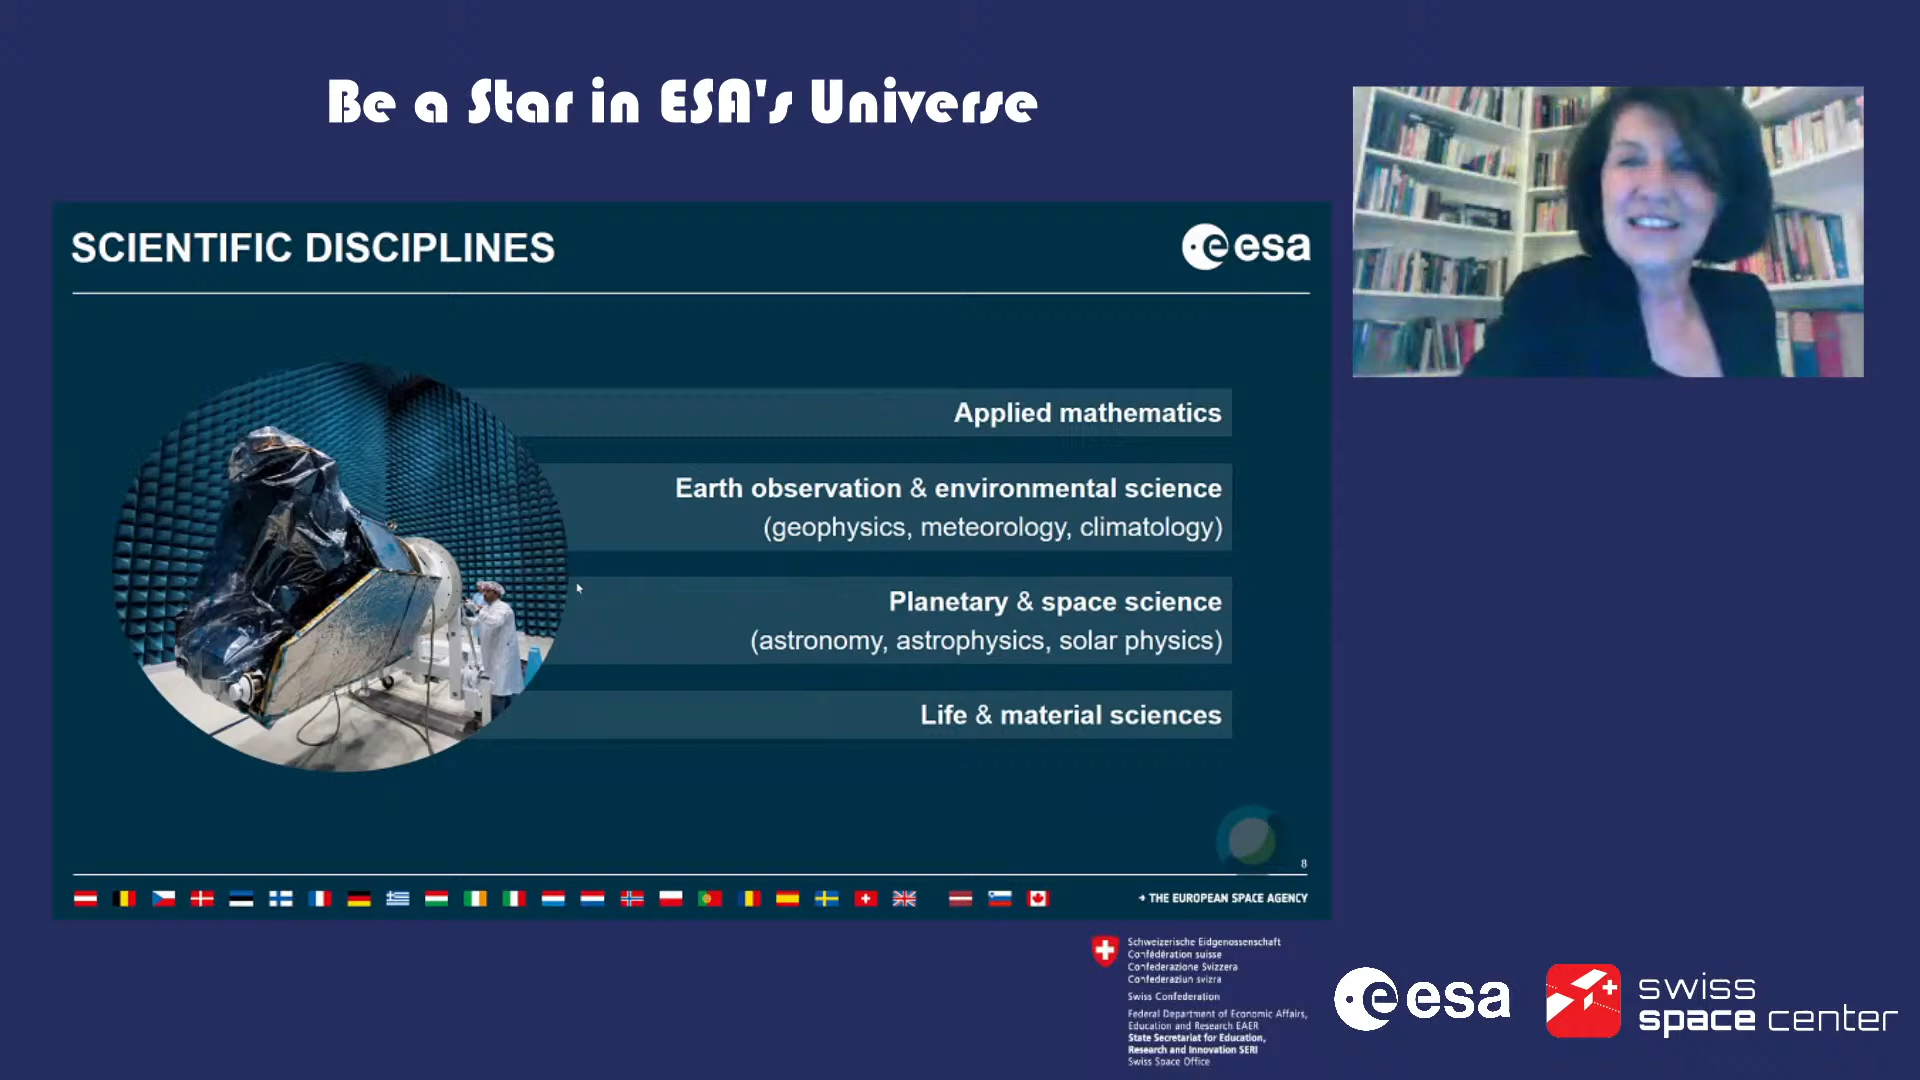 Be a Star in ESA's Universe
SCIENTIFIC DISCIPLINES
esa
Applied mathematics
Earth observation & environmental science
(geophysics, meteorology, climatology)
Planetary & space science
(astronomy, astrophysics, solar physics)
Life & material sciences
8
→ THE EUROPEAN SPACE AGENCY
Schweizerische Eidgenossenschaft
Confédération suisse
Confederazione Svizzera
Confederaziun svizra
Swiss Confederation
Federal Department of Economic Affairs,
Education and Research EAER
State Secretariat for Education,
Research and Innovation SERI
Swiss Space Office
esa
swiss
space center